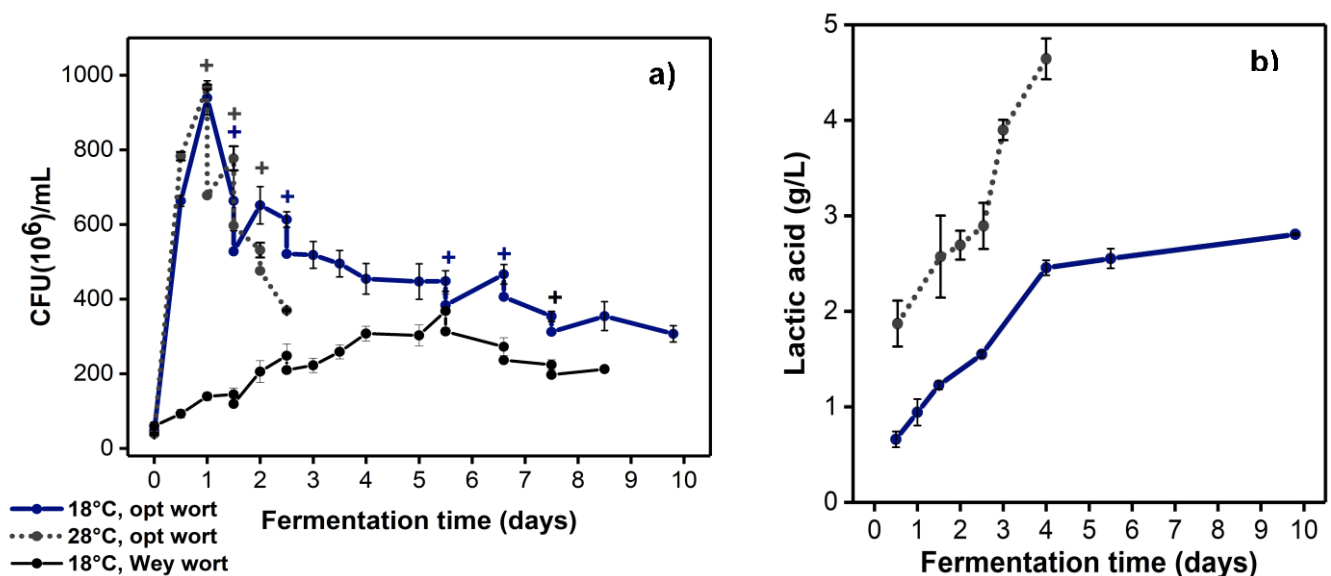 a)
CFU(10⁶)/mL
1000
800
600
400
200
0
0 1 2 3 4 5 6 7 8 9 10
Fermentation time (days)
18°C, opt wort
28°C, opt wort
18°C, Wey wort
b)
Lactic acid (g/L)
5
4
3
2
1
0
0 1 2 3 4 5 6 7 8 9 10
Fermentation time (days)